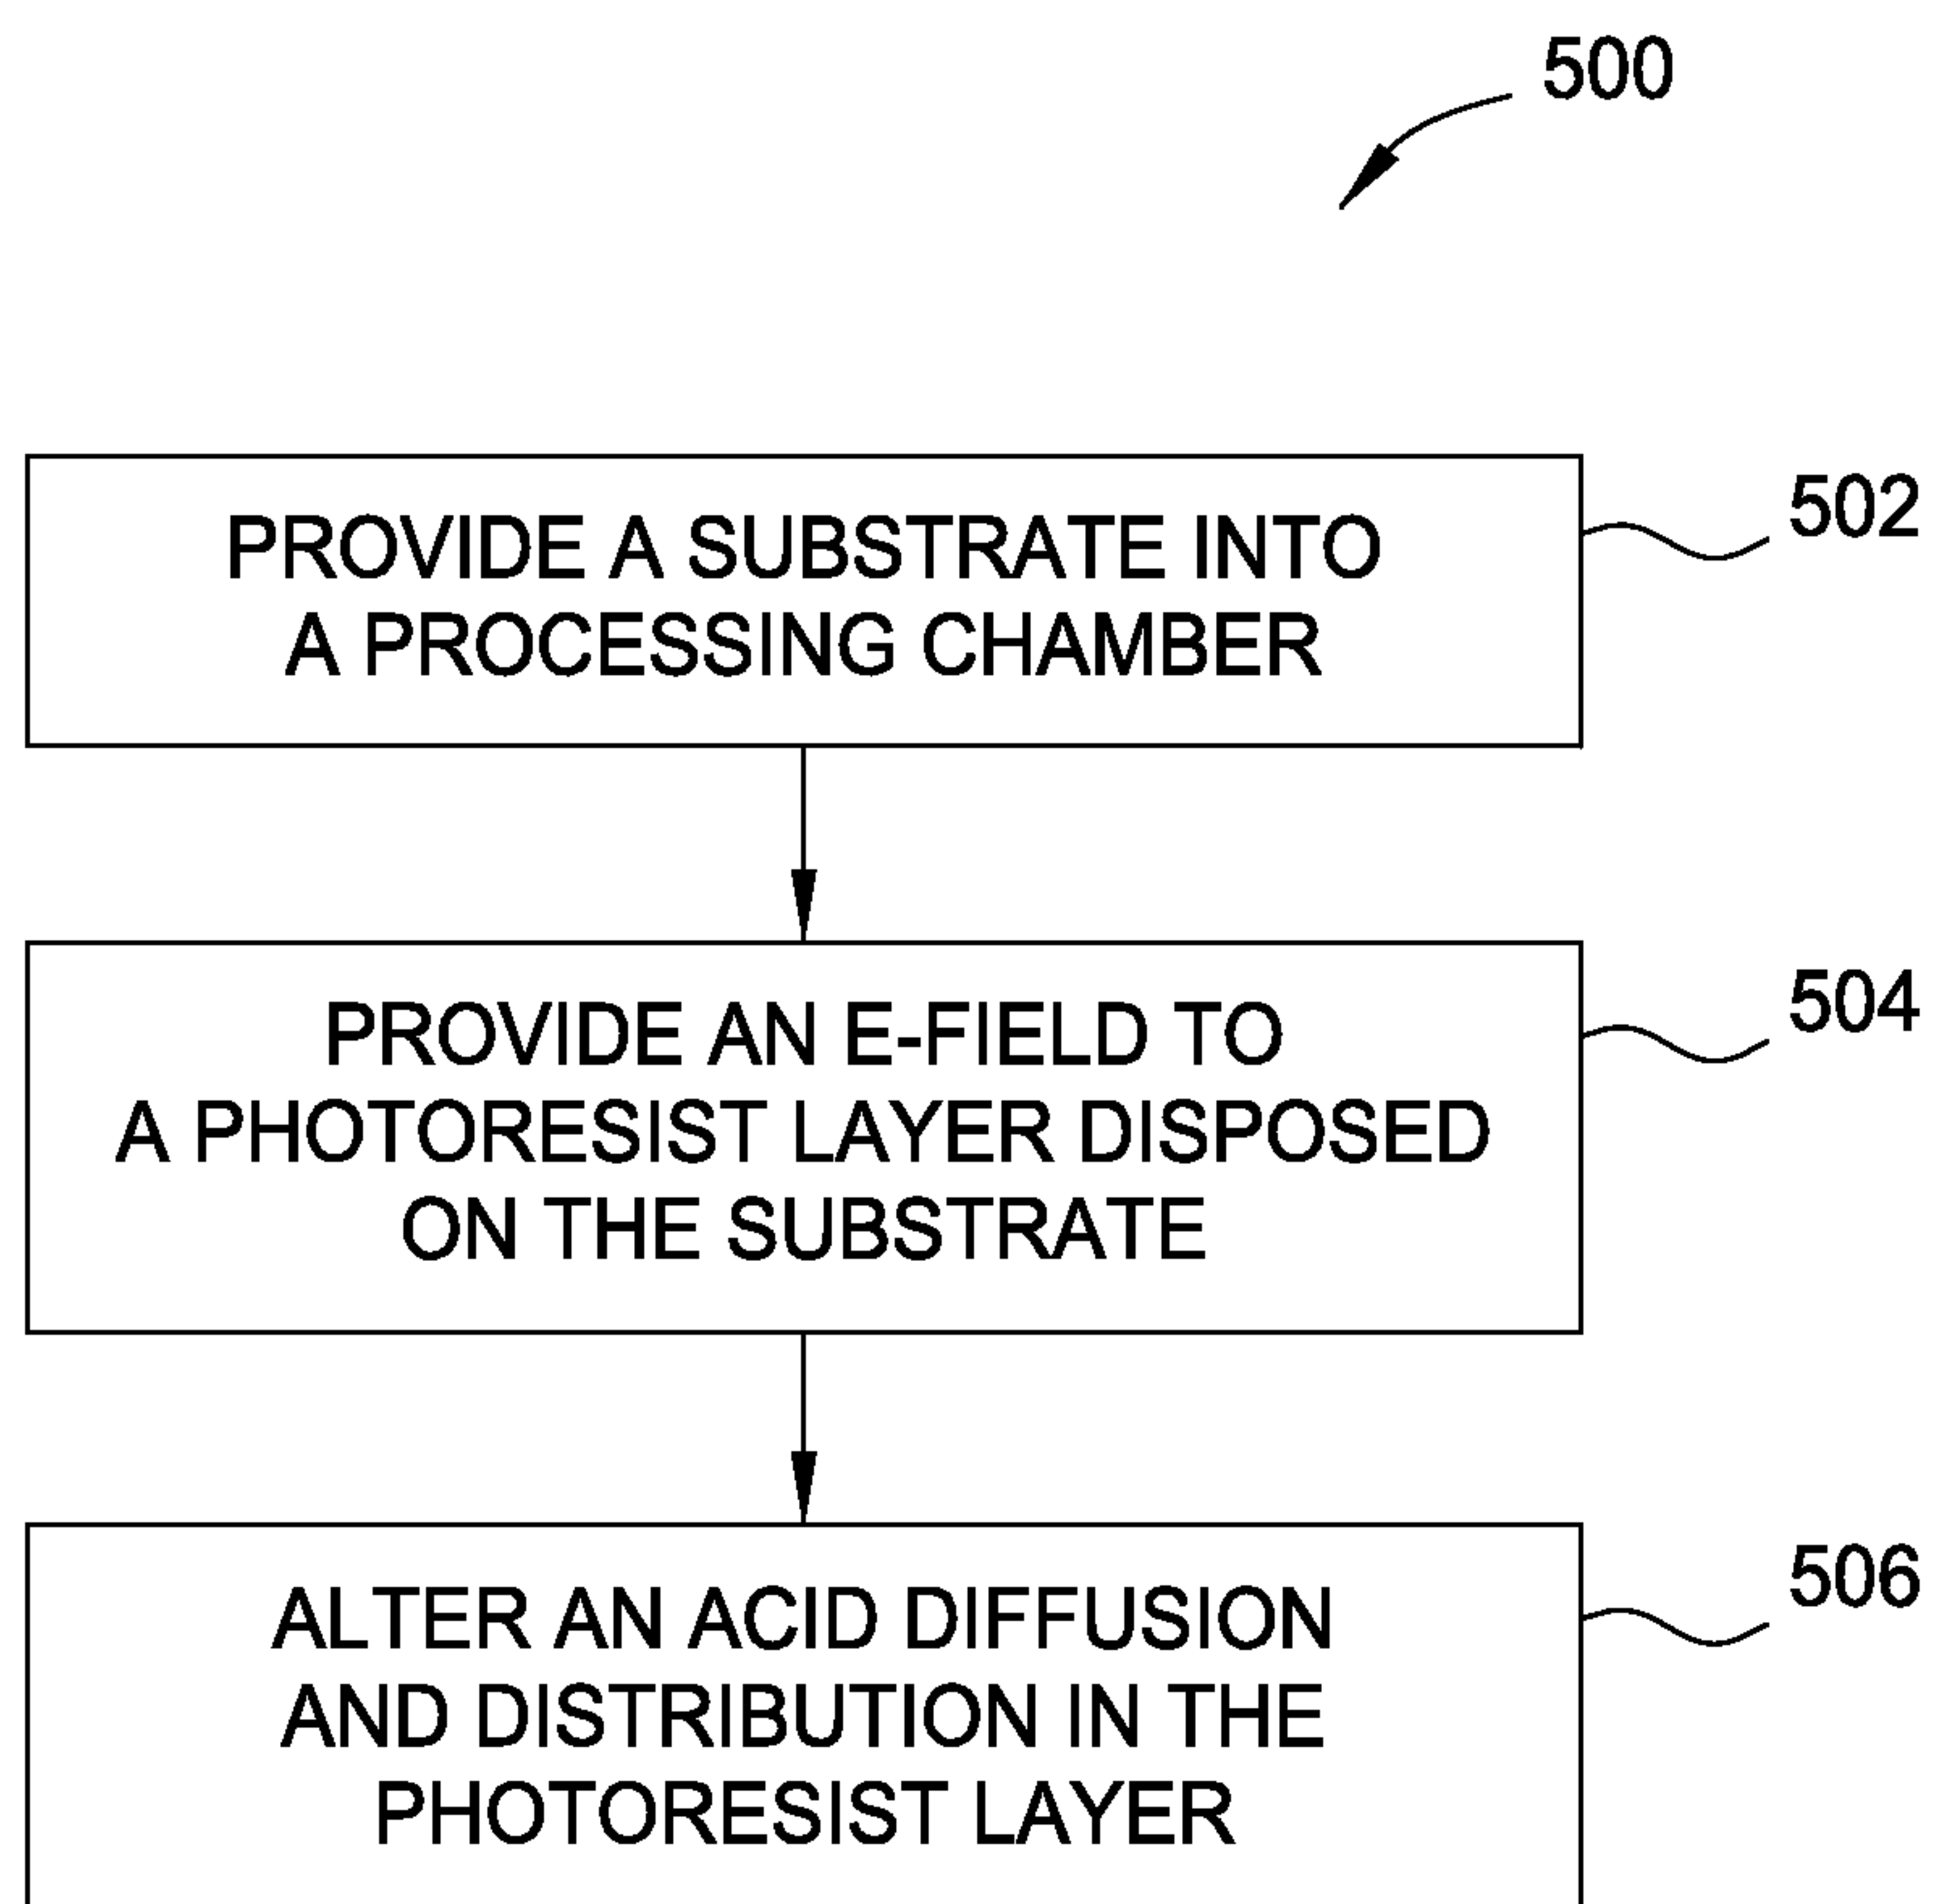 500
PROVIDE A SUBSTRATE INTO
A PROCESSING CHAMBER
502
PROVIDE AN E-FIELD TO
A PHOTORESIST LAYER DISPOSED
ON THE SUBSTRATE
504
ALTER AN ACID DIFFUSION
AND DISTRIBUTION IN THE
PHOTORESIST LAYER
506